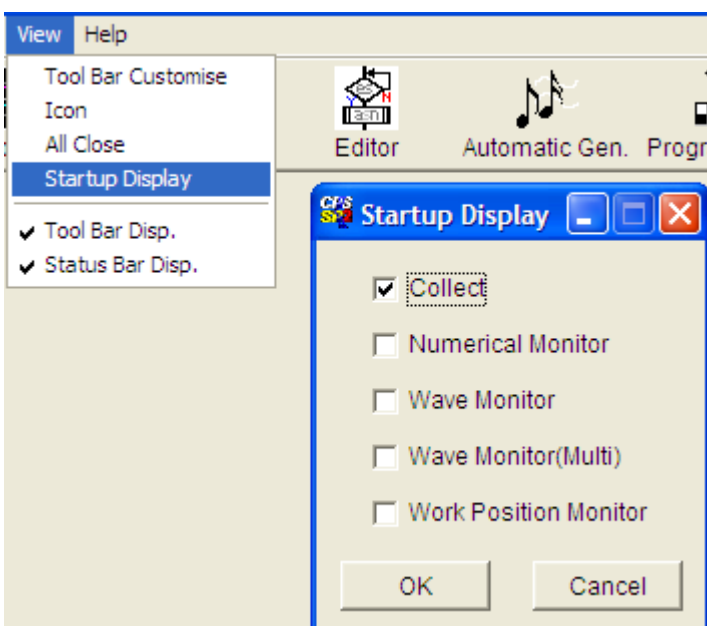 View Help
Tool Bar Customise
Icon
All Close
Startup Display
Tool Bar Disp.
Status Bar Disp.
Editor Automatic Gen. Progr
Startup Display
Collect
Numerical Monitor
Wave Monitor
Wave Monitor(Multi)
Work Position Monitor
OK Cancel